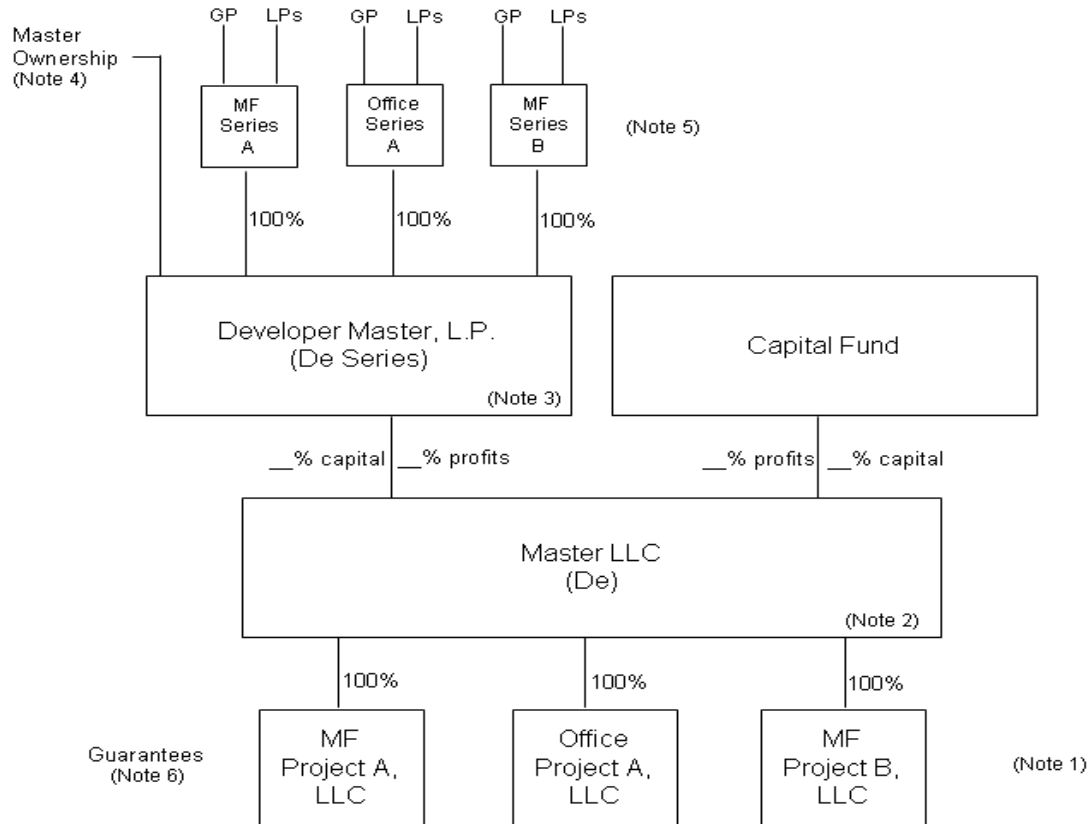 GP LPs
GP LPs
GP LPs
Master
Ownership
(Note 4)
MF
Series
A
Office
Series
A
MF
Series
B
(Note 5)
100%
100%
100%
Developer Master, L.P.
(De Series)
(Note 3)
Capital Fund
__% capital
__% profits
__% profits
__% capital
Master LLC
(De)
(Note 2)
100%
100%
100%
Guarantees
(Note 6)
MF
Project A,
LLC
Office
Project A,
LLC
MF
Project B,
LLC
(Note 1)